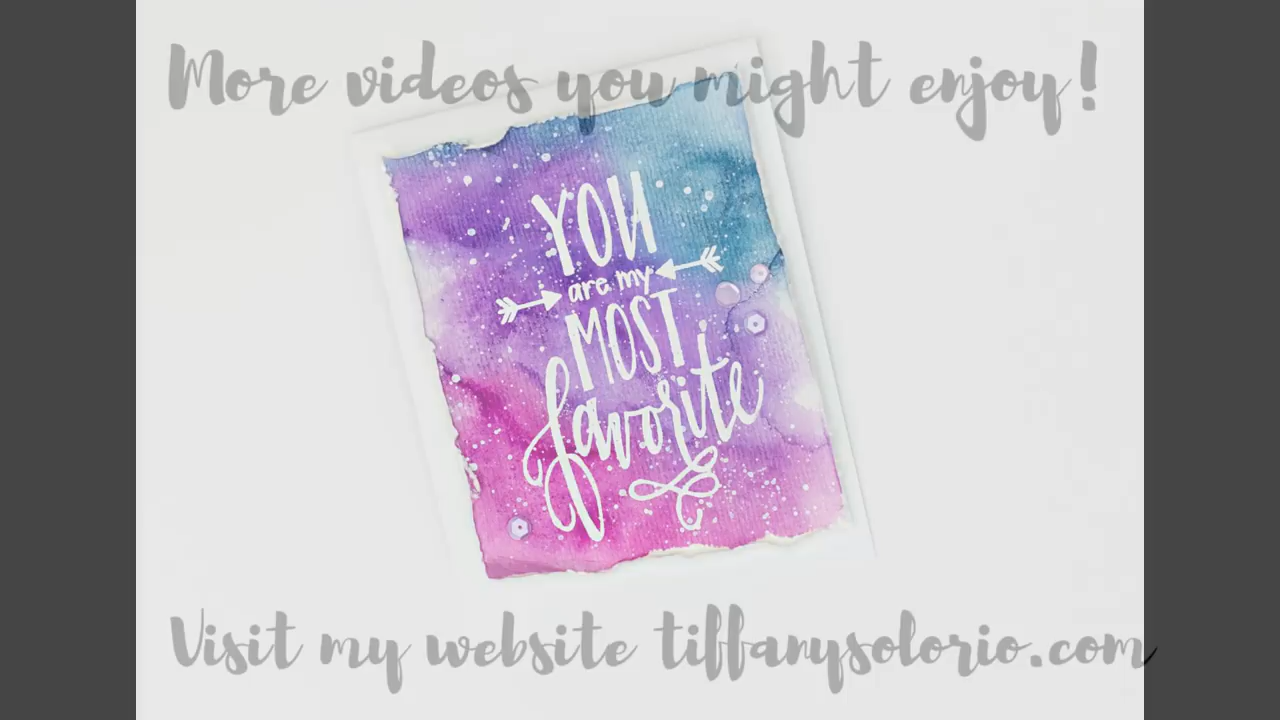 More videos you might enjoy!
YOU
are my
MOST
favorite
Visit my website tiffanysolorio.com